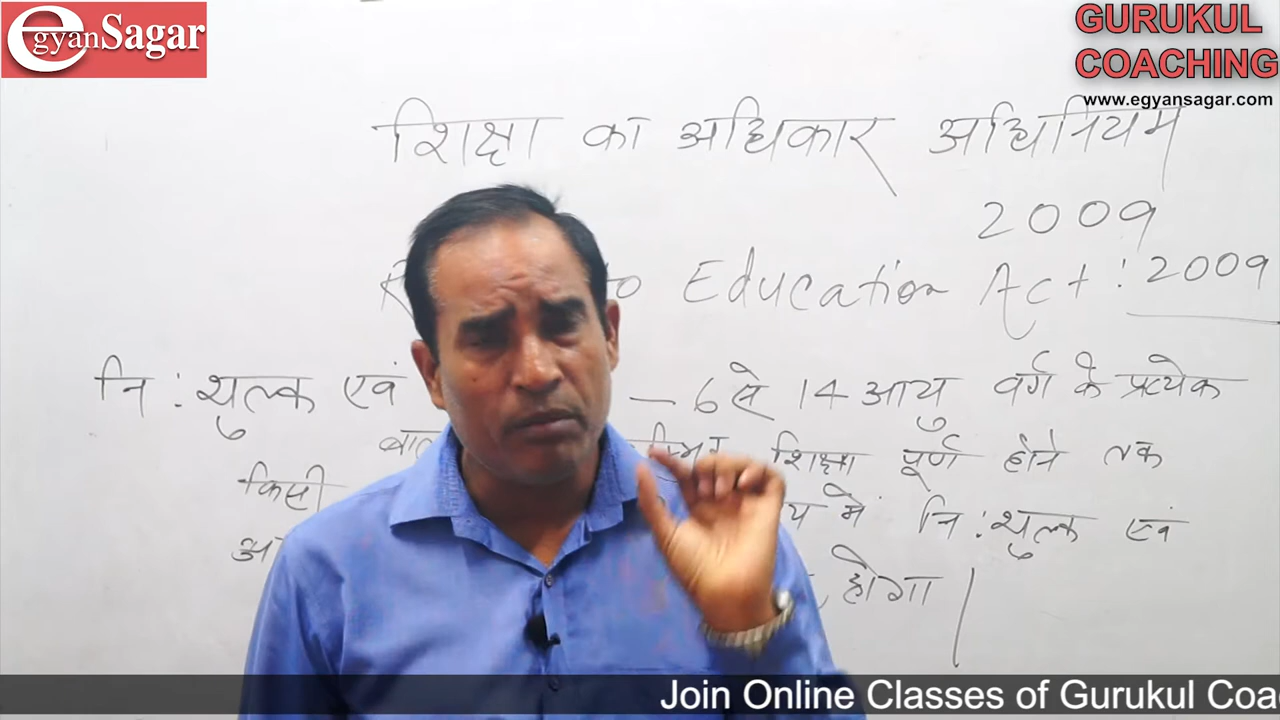 egyanSagar
GURUKUL
COACHING
www.egyansagar.com
शिक्षा का अधिकार अधिनियम
2009
to Education Act : 2009
नि : शुल्क एवं — 6 से 14 आयु वर्ग के प्रत्येक
शिक्षा पूर्ण होने तक
किसी में नि : शुल्क एवं
होगा |
Join Online Classes of Gurukul Coa